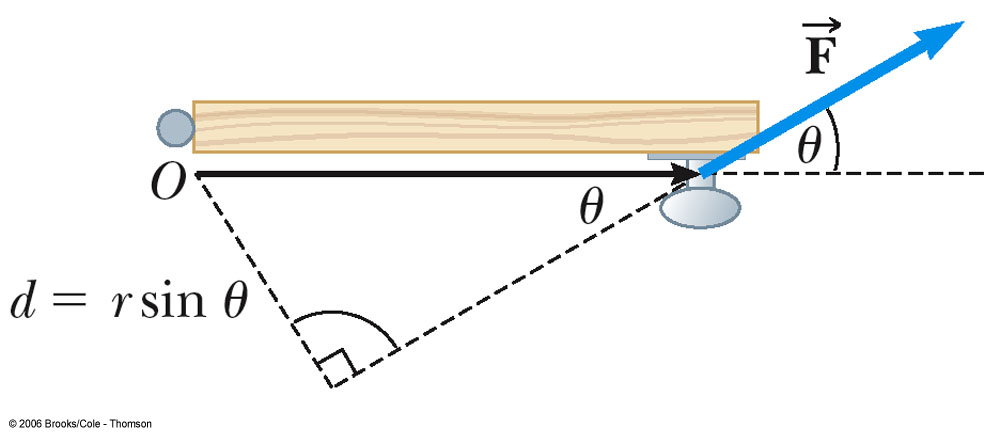 F
θ
O
θ
d = r sin θ
© 2006 Brooks/Cole - Thomson